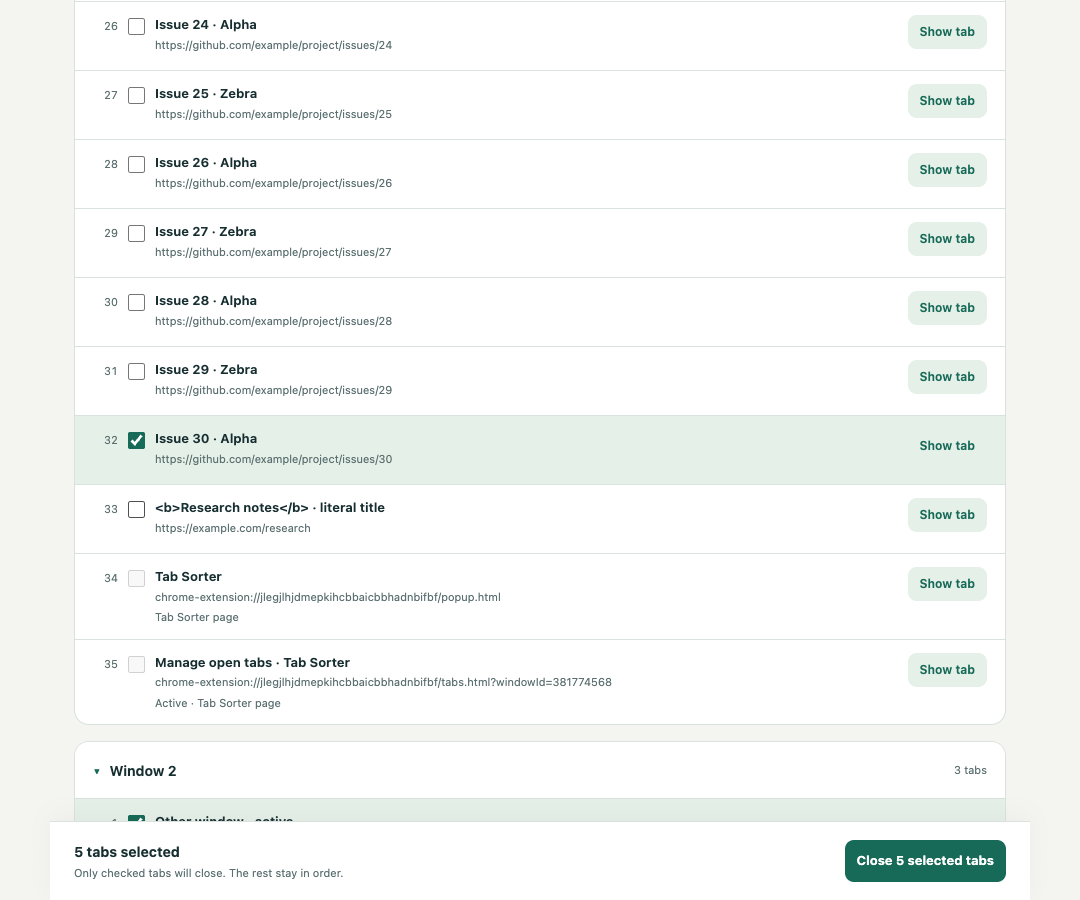 26
Issue 24 · Alpha
Show tab
https://github.com/example/project/issues/24
27
Issue 25 · Zebra
Show tab
https://github.com/example/project/issues/25
28
Issue 26 · Alpha
Show tab
https://github.com/example/project/issues/26
29
Issue 27 · Zebra
Show tab
https://github.com/example/project/issues/27
30
Issue 28 · Alpha
Show tab
https://github.com/example/project/issues/28
31
Issue 29 · Zebra
Show tab
https://github.com/example/project/issues/29
32
Issue 30 · Alpha
Show tab
https://github.com/example/project/issues/30
33
<b>Research notes</b> · literal title
Show tab
https://example.com/research
34
Tab Sorter
Show tab
chrome-extension://jlegjlhjdmepkihcbbaicbbhadnbifbf/popup.html
Tab Sorter page
35
Manage open tabs · Tab Sorter
Show tab
chrome-extension://jlegjlhjdmepkihcbbaicbbhadnbifbf/tabs.html?windowId=381774568
Active · Tab Sorter page
Window 2
3 tabs
Other window · active
5 tabs selected
Close 5 selected tabs
Only checked tabs will close. The rest stay in order.